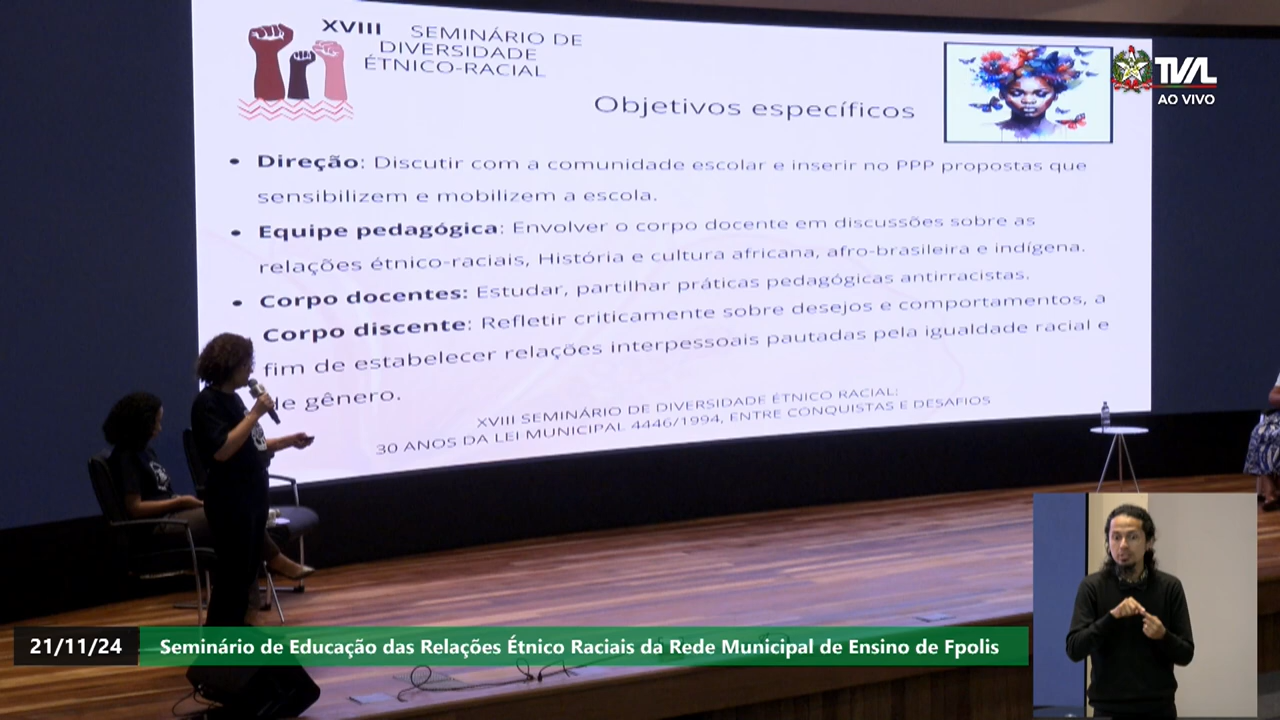 XVIII SEMINÁRIO DE
DIVERSIDADE
ÉTNICO-RACIAL
TVAL
AO VIVO
Objetivos específicos
• Direção: Discutir com a comunidade escolar e inserir no PPP propostas que
sensibilizem e mobilizem a escola.
• Equipe pedagógica: Envolver o corpo docente em discussões sobre as
relações étnico-raciais, História e cultura africana, afro-brasileira e indígena.
• Corpo docentes: Estudar, partilhar práticas pedagógicas antirracistas.
Corpo discente: Refletir criticamente sobre desejos e comportamentos, a
fim de estabelecer relações interpessoais pautadas pela igualdade racial e
de gênero.
XVIII SEMINÁRIO DE DIVERSIDADE ÉTNICO RACIAL:
30 ANOS DA LEI MUNICIPAL 4446/1994, ENTRE CONQUISTAS E DESAFIOS
21/11/24 Seminário de Educação das Relações Étnico Raciais da Rede Municipal de Ensino de Fpolis